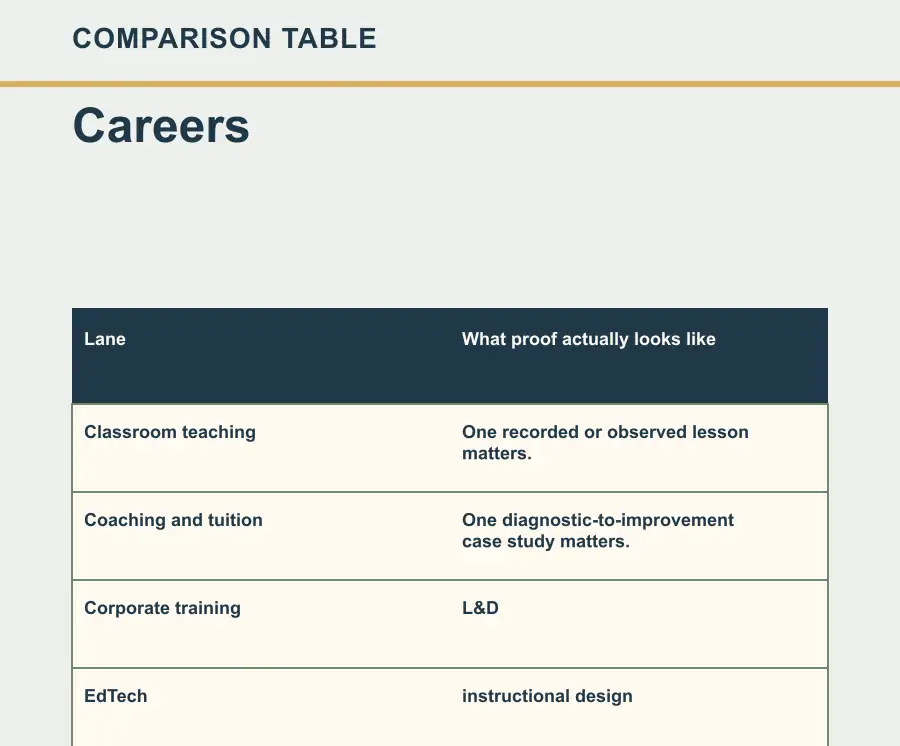 COMPARISON TABLE
Careers
Lane
What proof actually looks like
Classroom teaching
One recorded or observed lesson
matters.
Coaching and tuition
One diagnostic-to-improvement
case study matters.
Corporate training
L&D
EdTech
instructional design